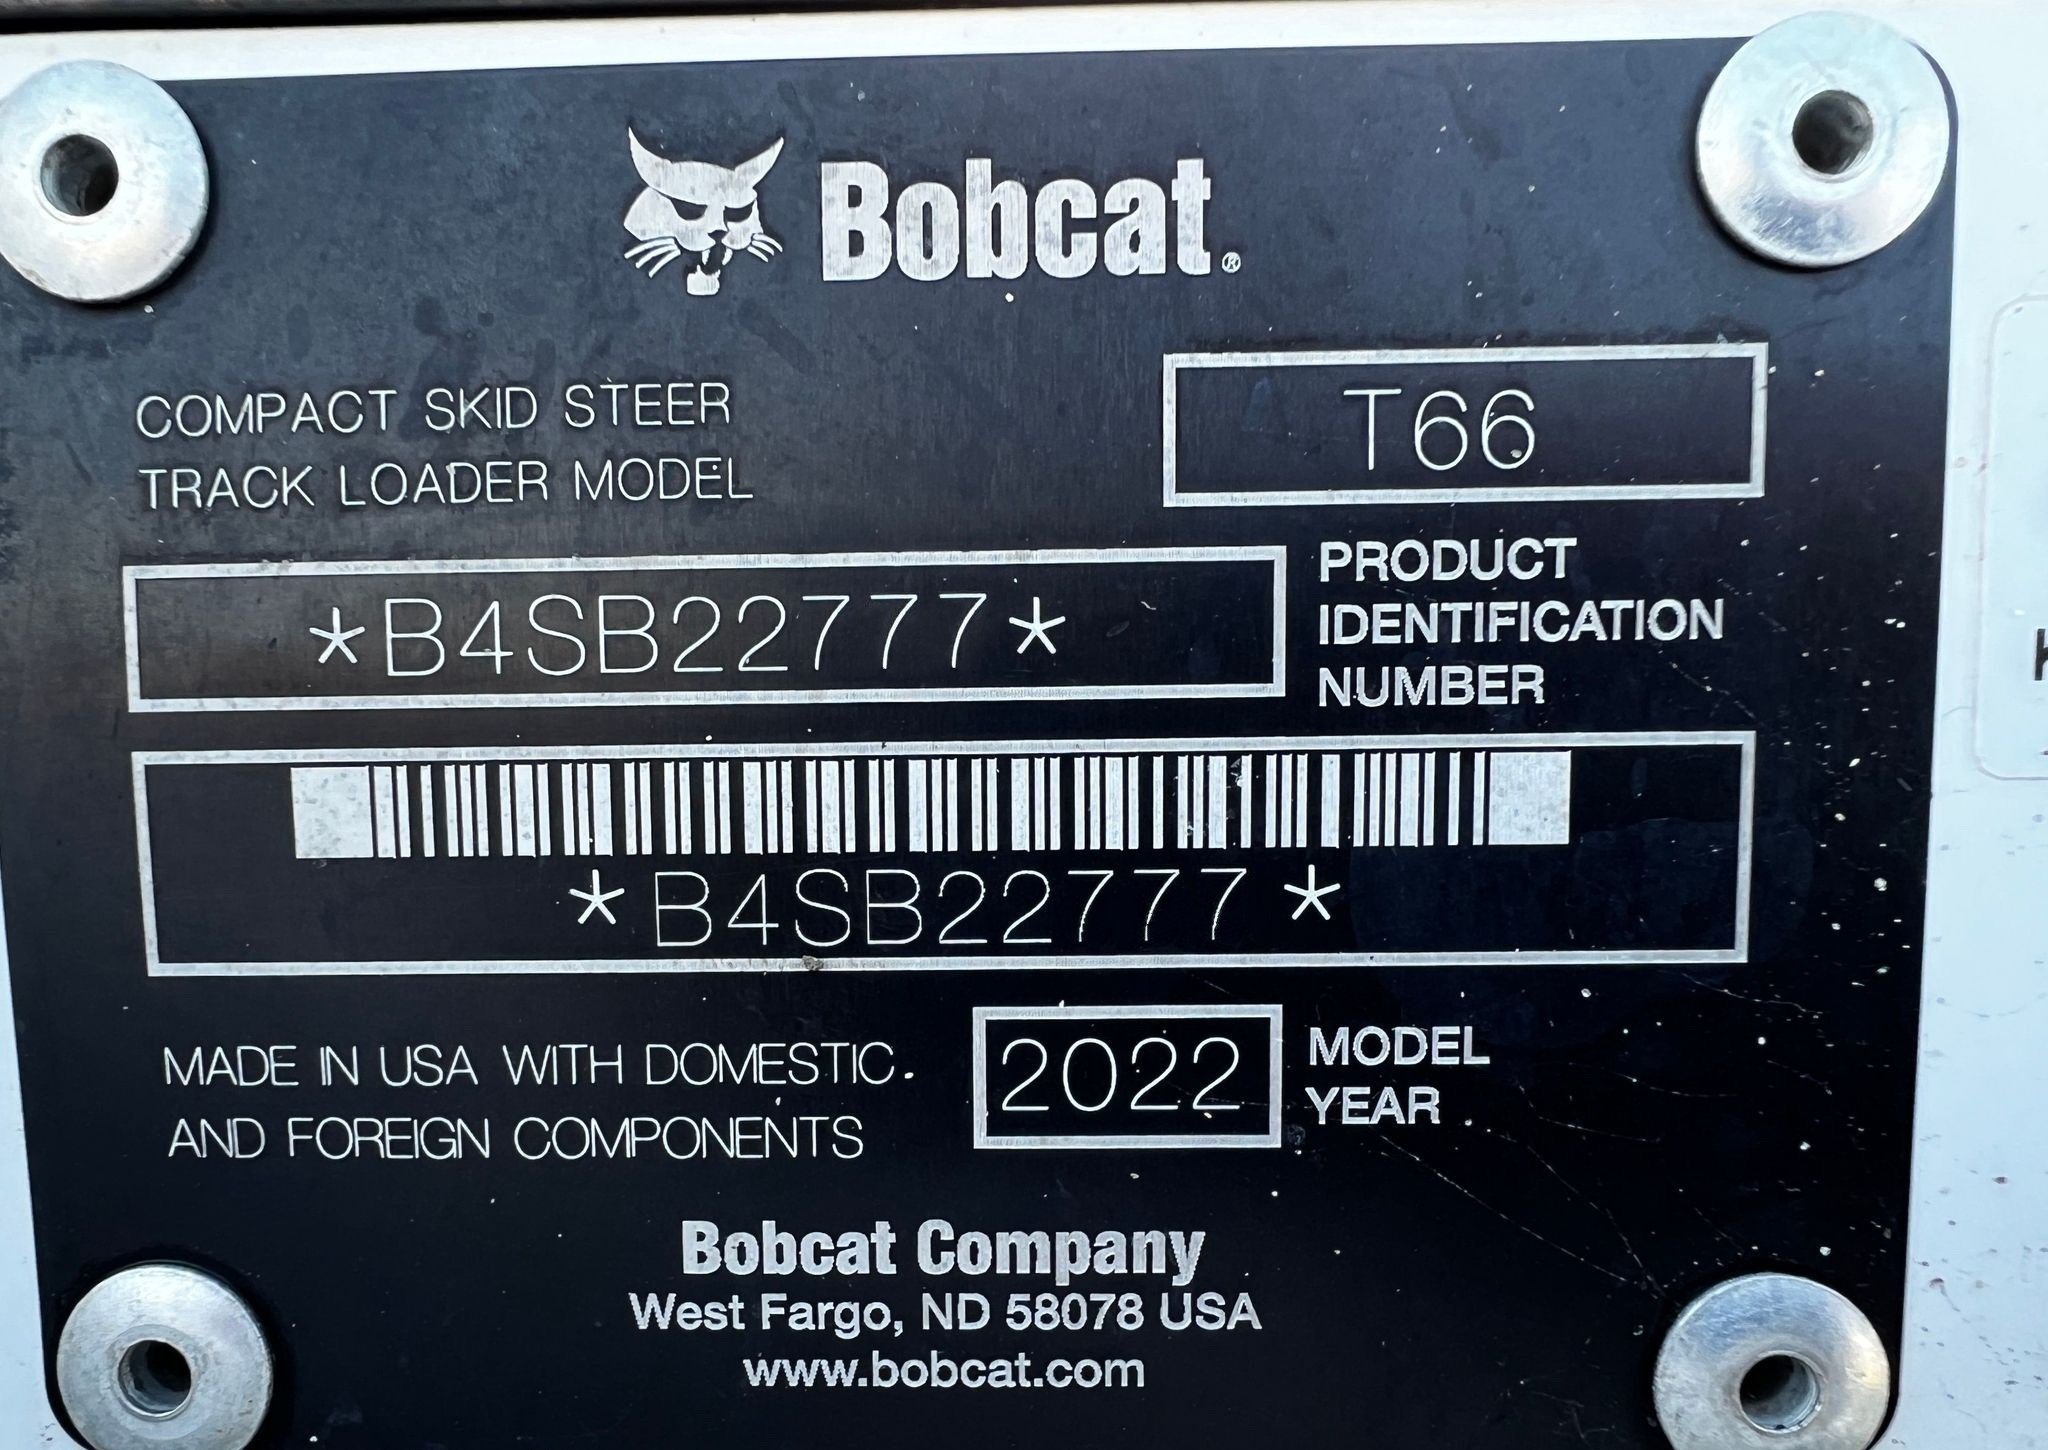 Bobcat®
COMPACT SKID STEER
TRACK LOADER MODEL
T66
*B4SB22777*
PRODUCT
IDENTIFICATION
NUMBER
*B4SB22777*
MADE IN USA WITH DOMESTIC
AND FOREIGN COMPONENTS
2022
MODEL
YEAR
Bobcat Company
West Fargo, ND 58078 USA
www.bobcat.com